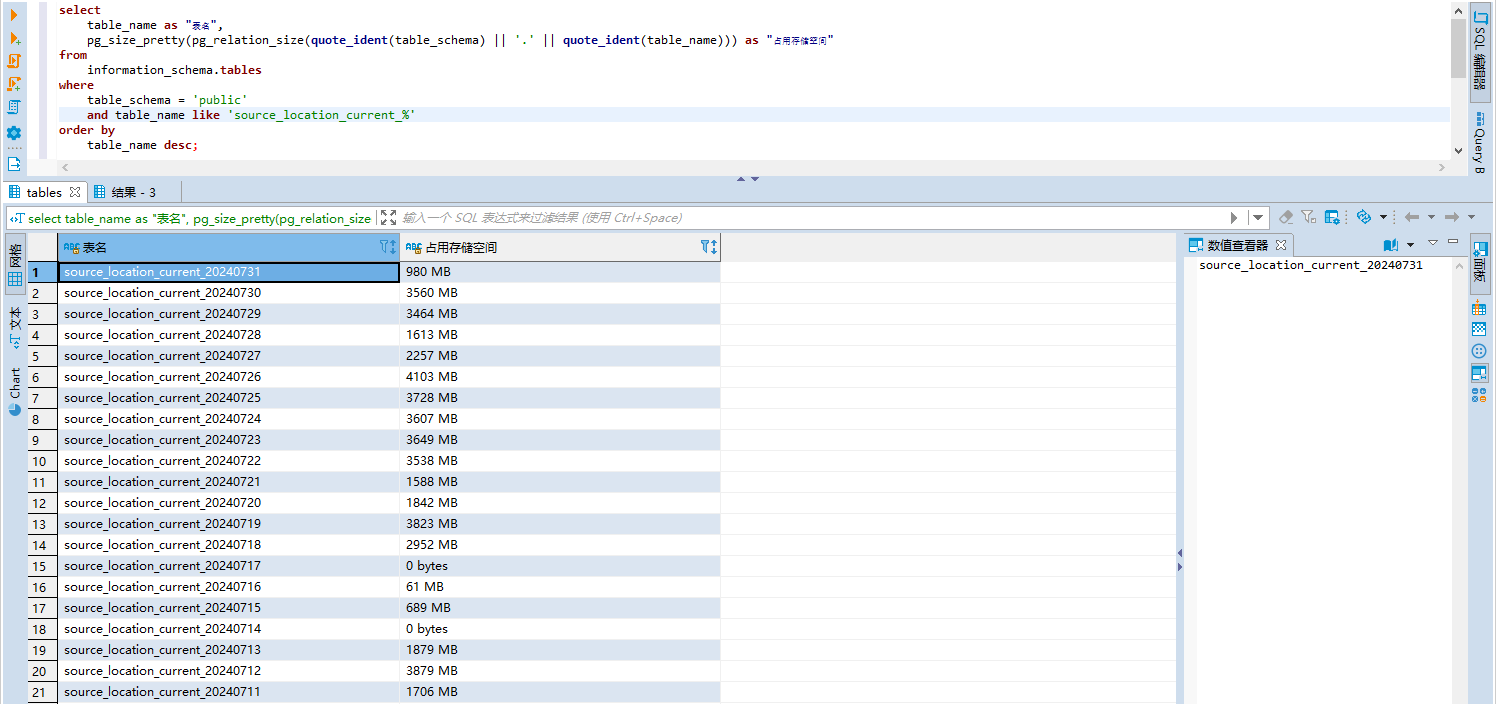 select
table_name as "表名",
pg_size_pretty(pg_relation_size(quote_ident(table_schema) || '.' || quote_ident(table_name))) as "占用存储空间"
from
information_schema.tables
where
table_schema = 'public'
and table_name like 'source_location_current_%'
order by
table_name desc;
SQL 编辑器
Query B
tables
结果 - 3
select table_name as "表名", pg_size_pretty(pg_relation_size
输入一个 SQL 表达式来过滤结果 (使用 Ctrl+Space)
网格
文本
Chart
表名 占用存储空间
1 source_location_current_20240731 980 MB
2 source_location_current_20240730 3560 MB
3 source_location_current_20240729 3464 MB
4 source_location_current_20240728 1613 MB
5 source_location_current_20240727 2257 MB
6 source_location_current_20240726 4103 MB
7 source_location_current_20240725 3728 MB
8 source_location_current_20240724 3607 MB
9 source_location_current_20240723 3649 MB
10 source_location_current_20240722 3538 MB
11 source_location_current_20240721 1588 MB
12 source_location_current_20240720 1842 MB
13 source_location_current_20240719 3823 MB
14 source_location_current_20240718 2952 MB
15 source_location_current_20240717 0 bytes
16 source_location_current_20240716 61 MB
17 source_location_current_20240715 689 MB
18 source_location_current_20240714 0 bytes
19 source_location_current_20240713 1879 MB
20 source_location_current_20240712 3879 MB
21 source_location_current_20240711 1706 MB
数值查看器
source_location_current_20240731
面板